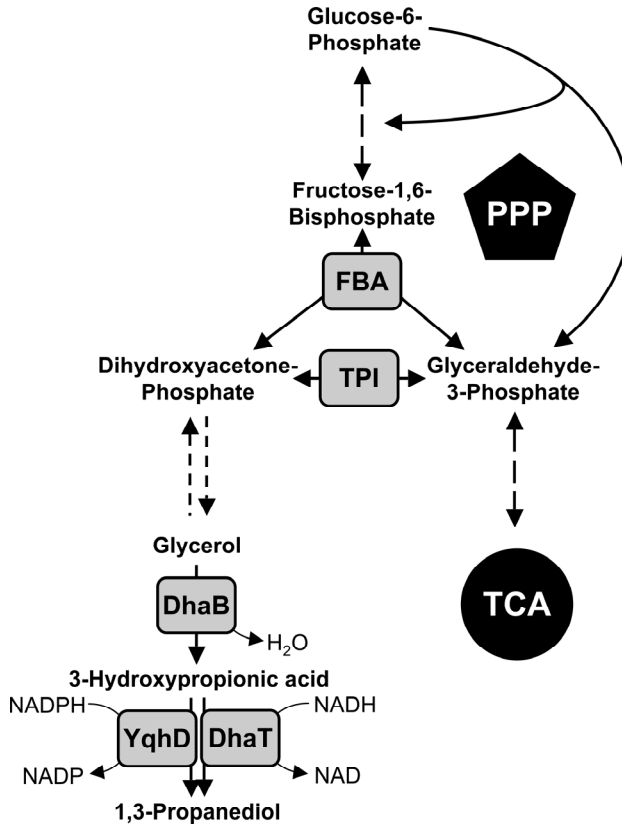 Glucose-6-
Phosphate
Fructose-1,6-
Bisphosphate
PPP
FBA
Dihydroxyacetone-
Phosphate
TPI
Glyceraldehyde-
3-Phosphate
Glycerol
DhaB
TCA
H₂O
3-Hydroxypropionic acid
NADPH
NADH
YqhD
DhaT
NADP
NAD
1,3-Propanediol